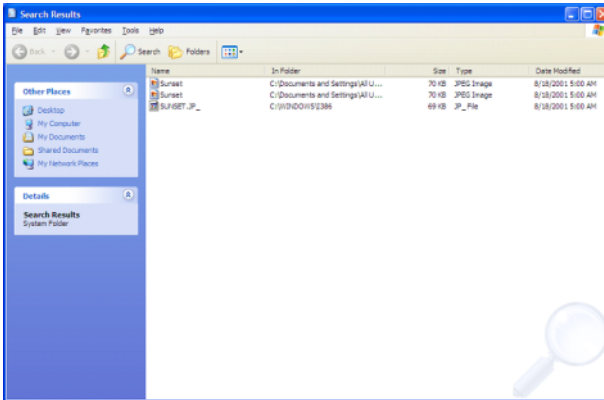 Search Results
File Edit View Favorites Tools Help
Back Search Folders
Name In Folder Size Type Date Modified
Sunset C:\Documents and Settings\All U... 70 KB JPEG Image 8/18/2001 5:00 AM
Sunset C:\Documents and Settings\All U... 70 KB JPEG Image 8/18/2001 5:00 AM
SUNSET.JP_ C:\WINDOWS\I386 69 KB JP_ File 8/18/2001 5:00 AM
Other Places
Desktop
My Computer
My Documents
Shared Documents
My Network Places
Details
Search Results
System Folder